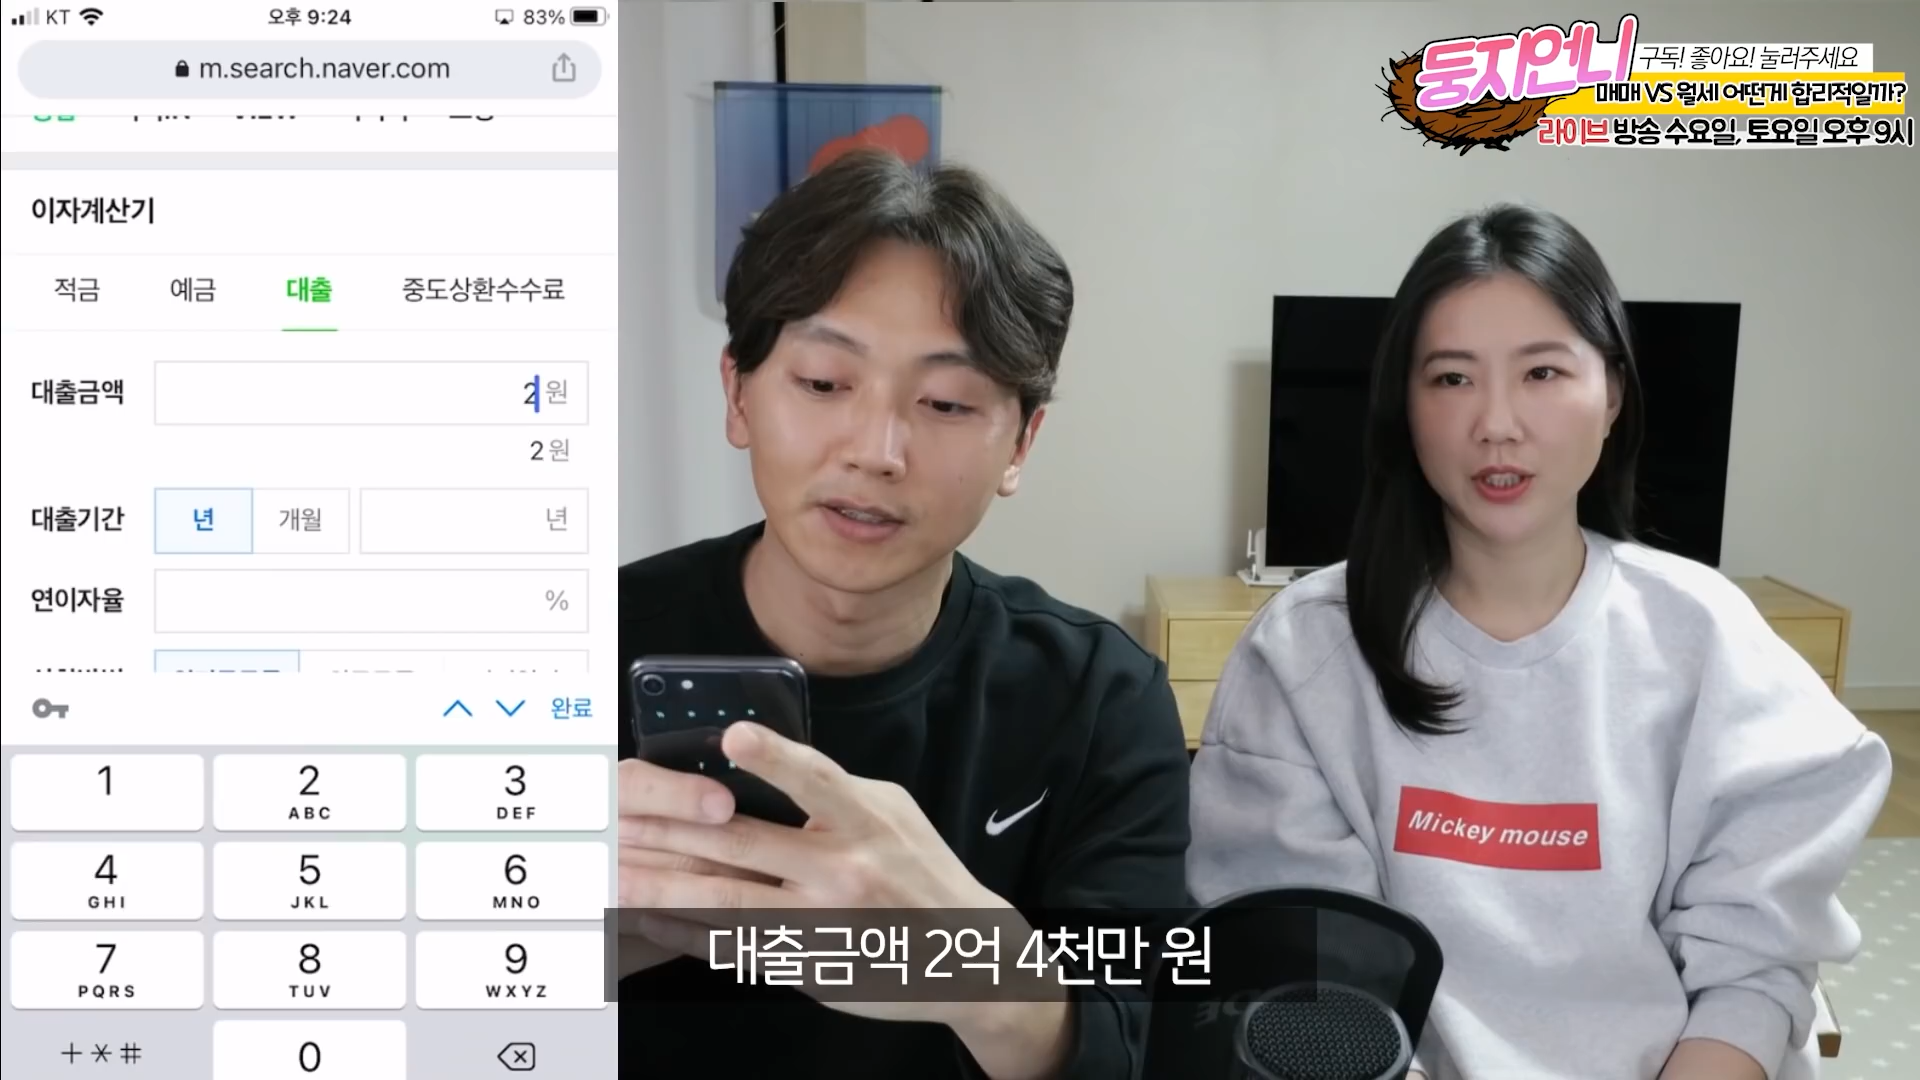 KT 오후 9:24 83%
m.search.naver.com
이자계산기
적금 예금 대출 중도상환수수료
대출금액 2 원
2 원
대출기간 년 개월 년
연이자율 %
완료
1 2 3
ABC DEF
4 5 6
GHI JKL MNO
7 8 9
PQRS TUV WXYZ
+*# 0
둥지언니 구독! 좋아요! 눌러주세요
매매 VS 월세 어떤게 합리적일까?
라이브 방송 수요일, 토요일 오후 9시
Mickey mouse
대출금액 2억 4천만 원